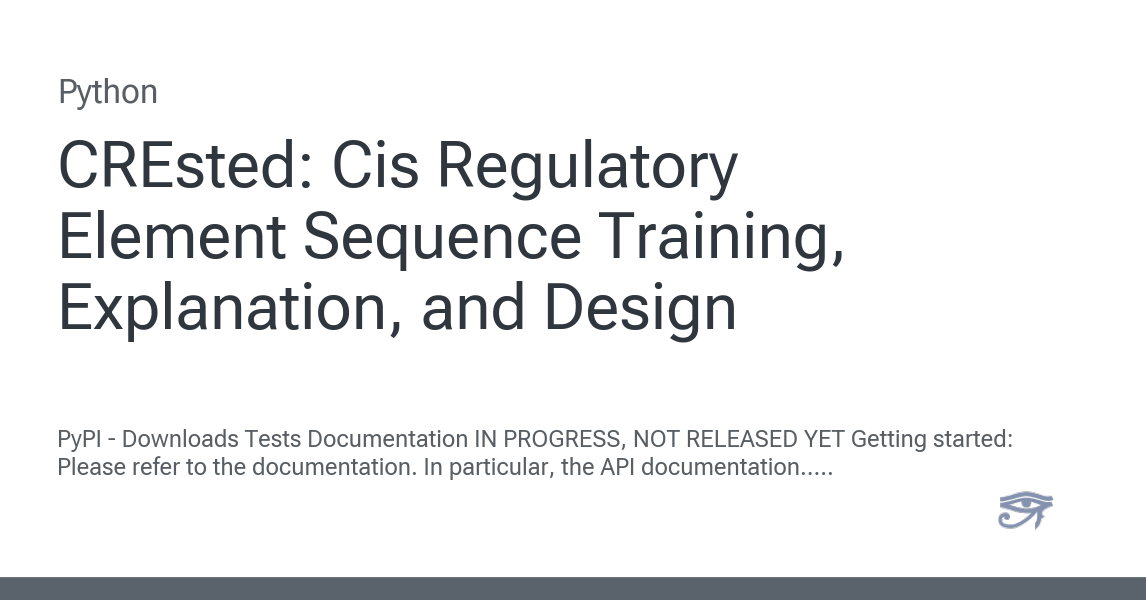 Python
CREsted: Cis Regulatory
Element Sequence Training,
Explanation, and Design
PyPI - Downloads Tests Documentation IN PROGRESS, NOT RELEASED YET Getting started:
Please refer to the documentation. In particular, the API documentation.....